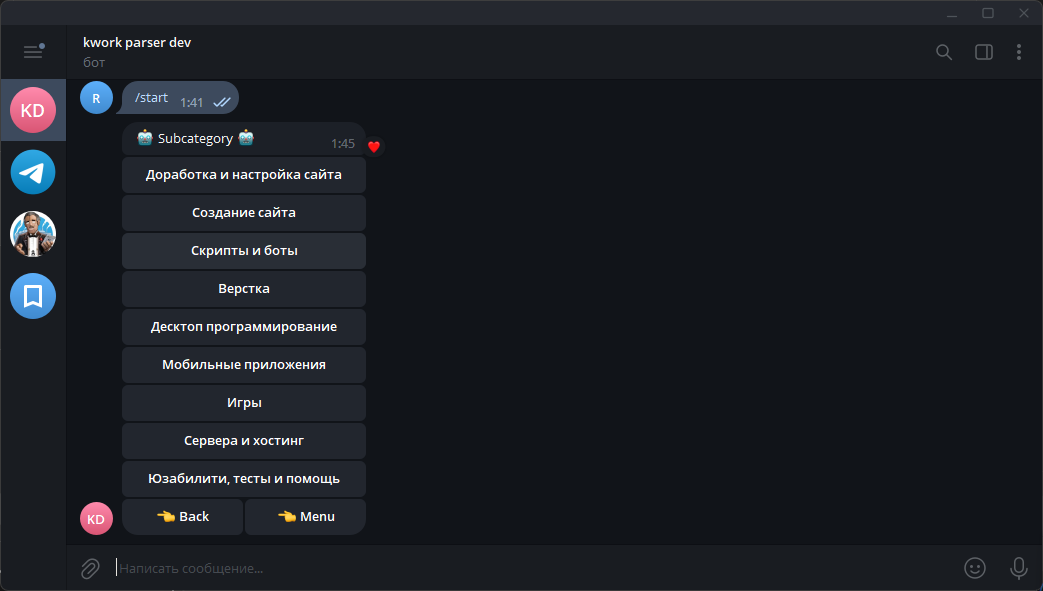 kwork parser dev
бот
KD
R
/start 1:41
Subcategory 1:45
Доработка и настройка сайта
Создание сайта
Скрипты и боты
Верстка
Десктоп программирование
Мобильные приложения
Игры
Сервера и хостинг
Юзабилити, тесты и помощь
KD
Back
Menu
Написать сообщение...